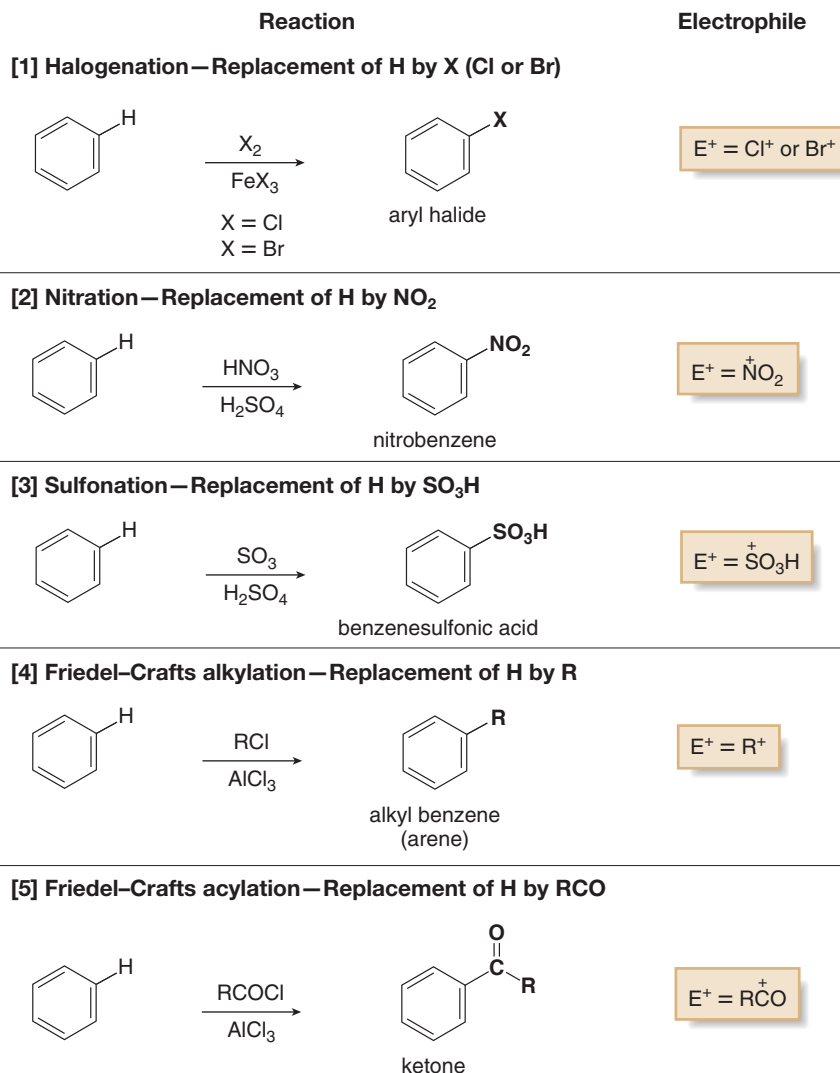 Reaction Electrophile
[1] Halogenation—Replacement of H by X (Cl or Br)
H
X₂
FeX₃
X = Cl
X = Br
X
aryl halide
E⁺ = Cl⁺ or Br⁺
[2] Nitration—Replacement of H by NO₂
H
HNO₃
H₂SO₄
NO₂
nitrobenzene
E⁺ = N⁺O₂
[3] Sulfonation—Replacement of H by SO₃H
H
SO₃
H₂SO₄
SO₃H
benzenesulfonic acid
E⁺ = S⁺O₃H
[4] Friedel–Crafts alkylation—Replacement of H by R
H
RCl
AlCl₃
R
alkyl benzene
(arene)
E⁺ = R⁺
[5] Friedel–Crafts acylation—Replacement of H by RCO
H
RCOCl
AlCl₃
O
C
R
ketone
E⁺ = RC⁺O